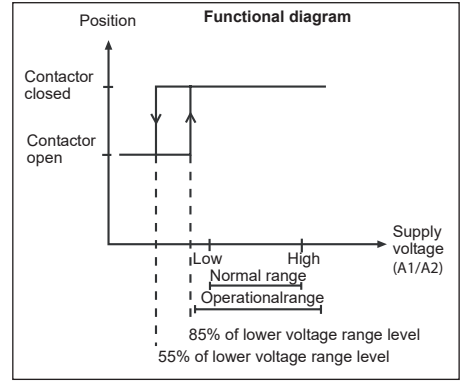 Functional diagram
Position
Contactor
closed
Contactor
open
Supply
voltage
(A1/A2)
Low
High
Normal range
Operationalrange
85% of lower voltage range level
55% of lower voltage range level